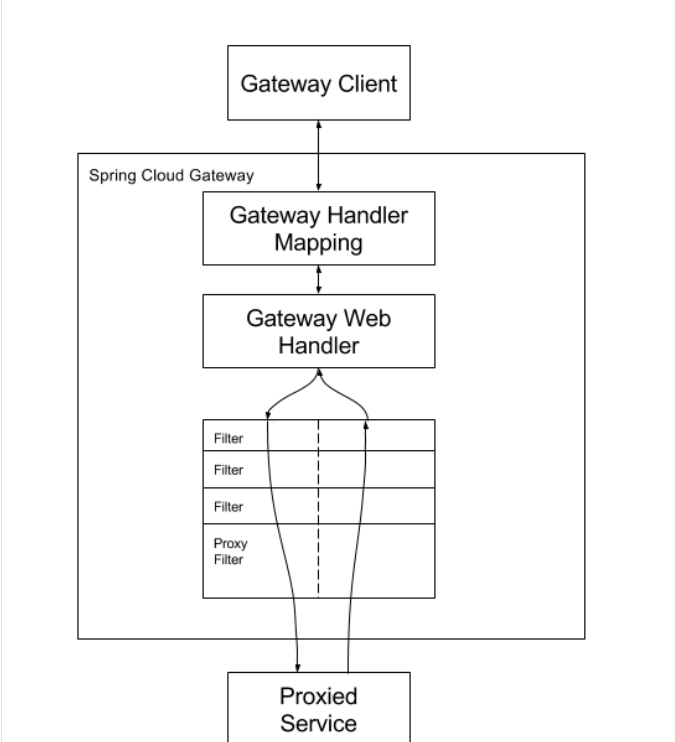 Gateway Client
Spring Cloud Gateway
Gateway Handler
Mapping
Gateway Web
Handler
Filter
Filter
Filter
Proxy
Filter
Proxied
Service